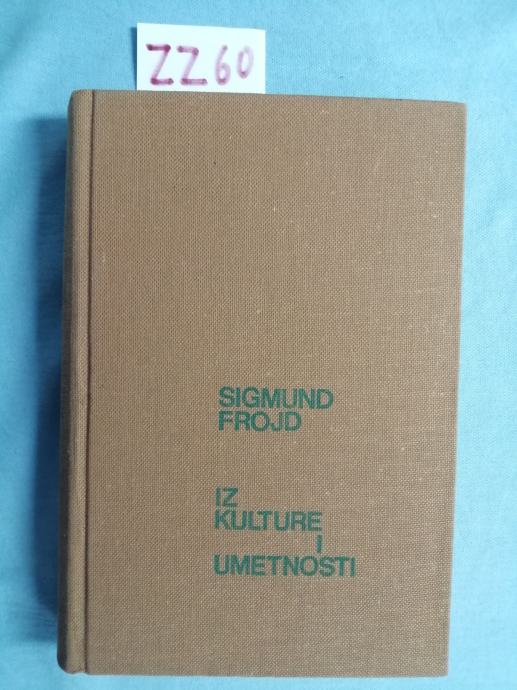 ZZ60
SIGMUND
FROJD
IZ
KULTURE
I
UMETNOSTI